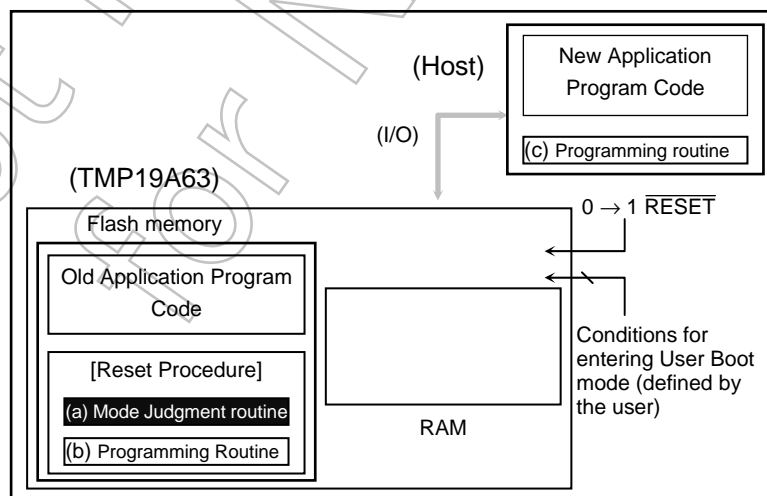 (Host)
New Application
Program Code
(c) Programming routine
(I/O)
(TMP19A63)
0 → 1 RESET
Flash memory
Old Application Program
Code
[Reset Procedure]
(a) Mode Judgment routine
(b) Programming Routine
RAM
Conditions for
entering User Boot
mode (defined by
the user)
for